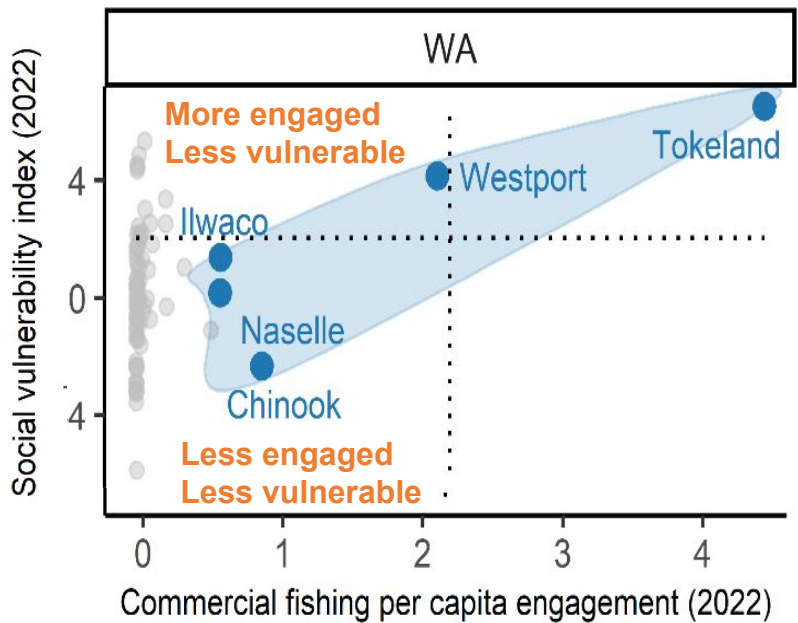 WA
Social vulnerability index (2022)
More engaged
Less vulnerable
Tokeland
Westport
Ilwaco
Naselle
Chinook
Less engaged
Less vulnerable
4
0
4
0 1 2 3 4
Commercial fishing per capita engagement (2022)